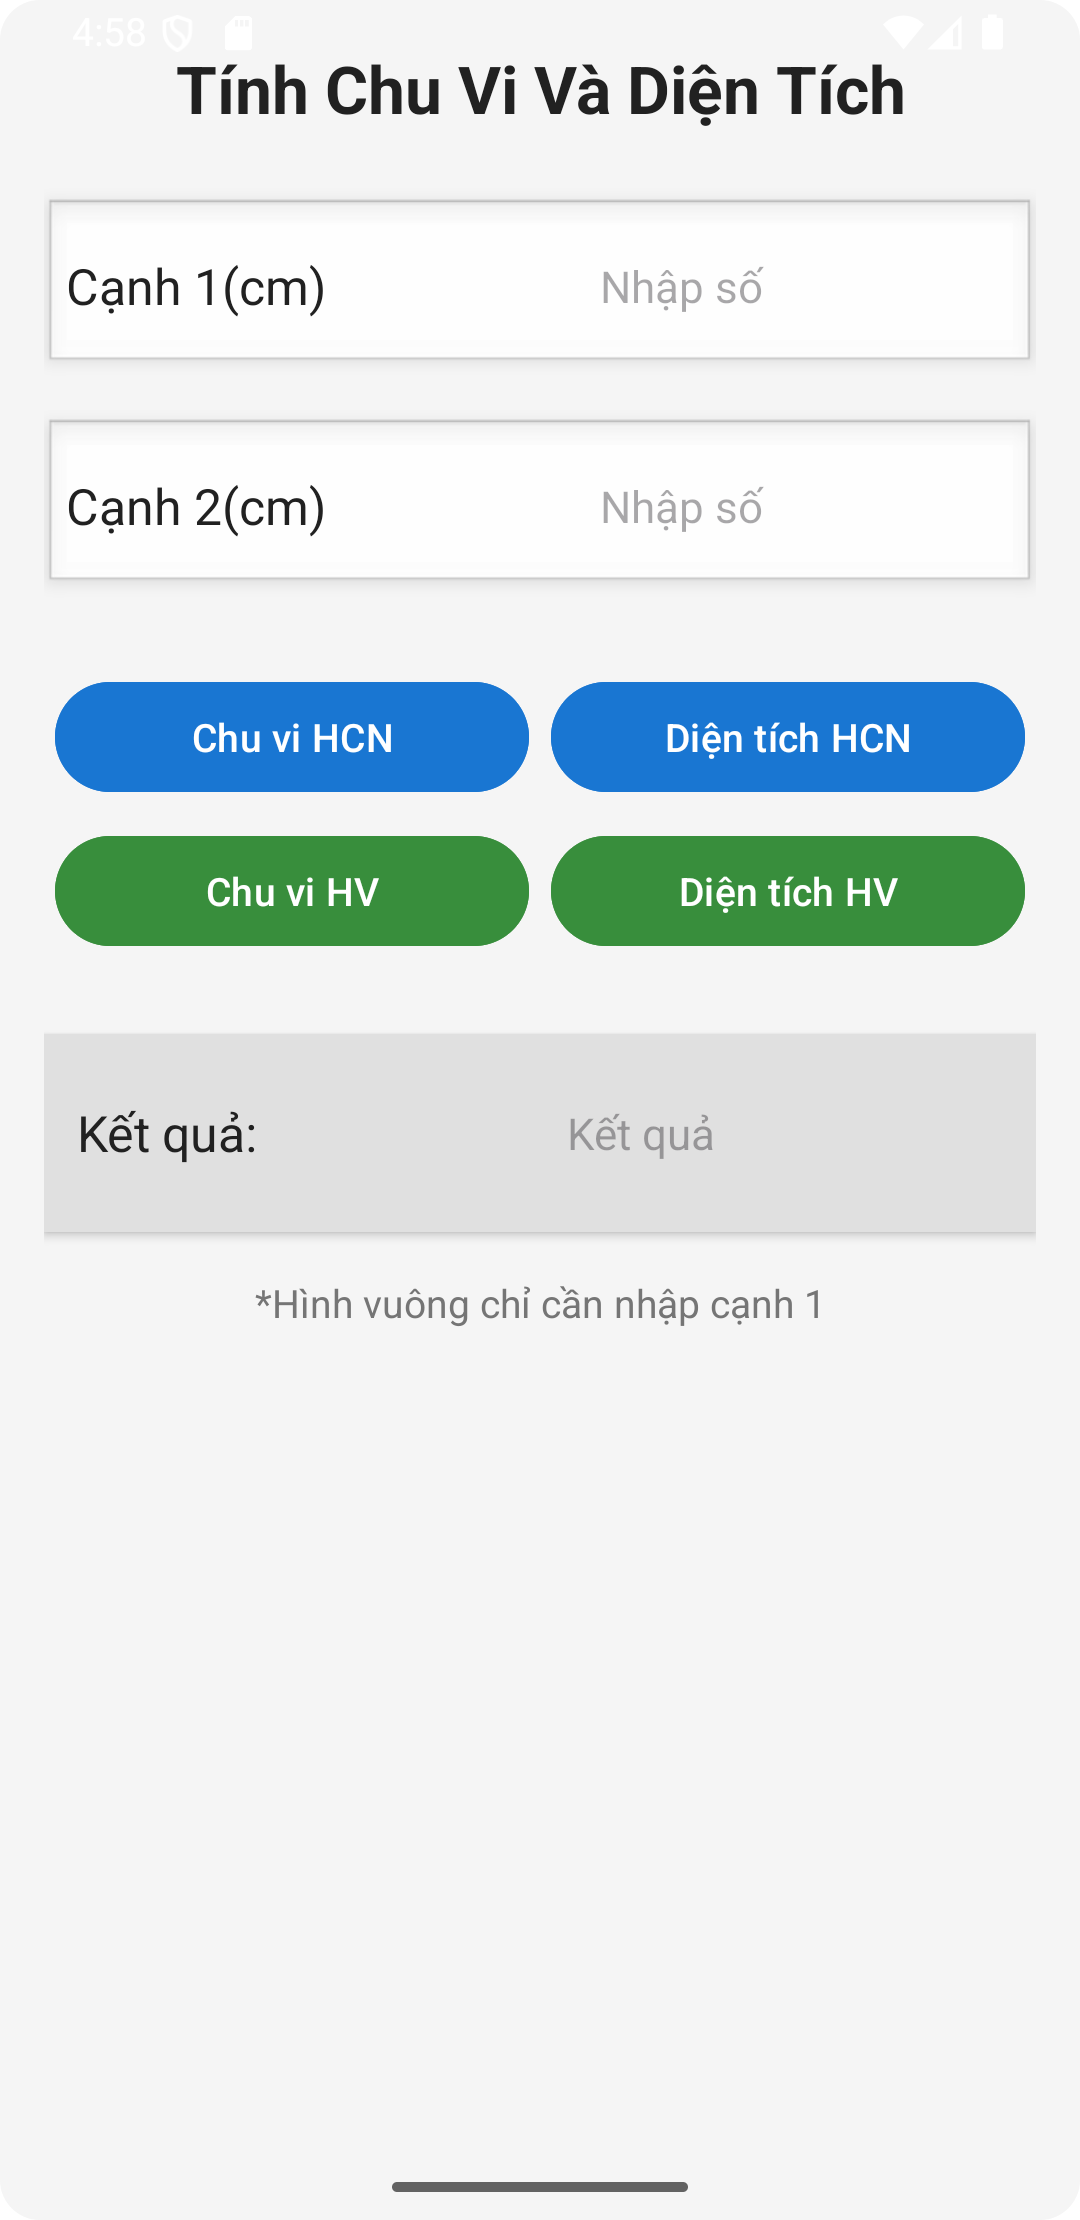 4:58
Tính Chu Vi Và Diện Tích
Cạnh 1(cm) Nhập số
Cạnh 2(cm) Nhập số
Chu vi HCN Diện tích HCN
Chu vi HV Diện tích HV
Kết quả: Kết quả
*Hình vuông chỉ cần nhập cạnh 1